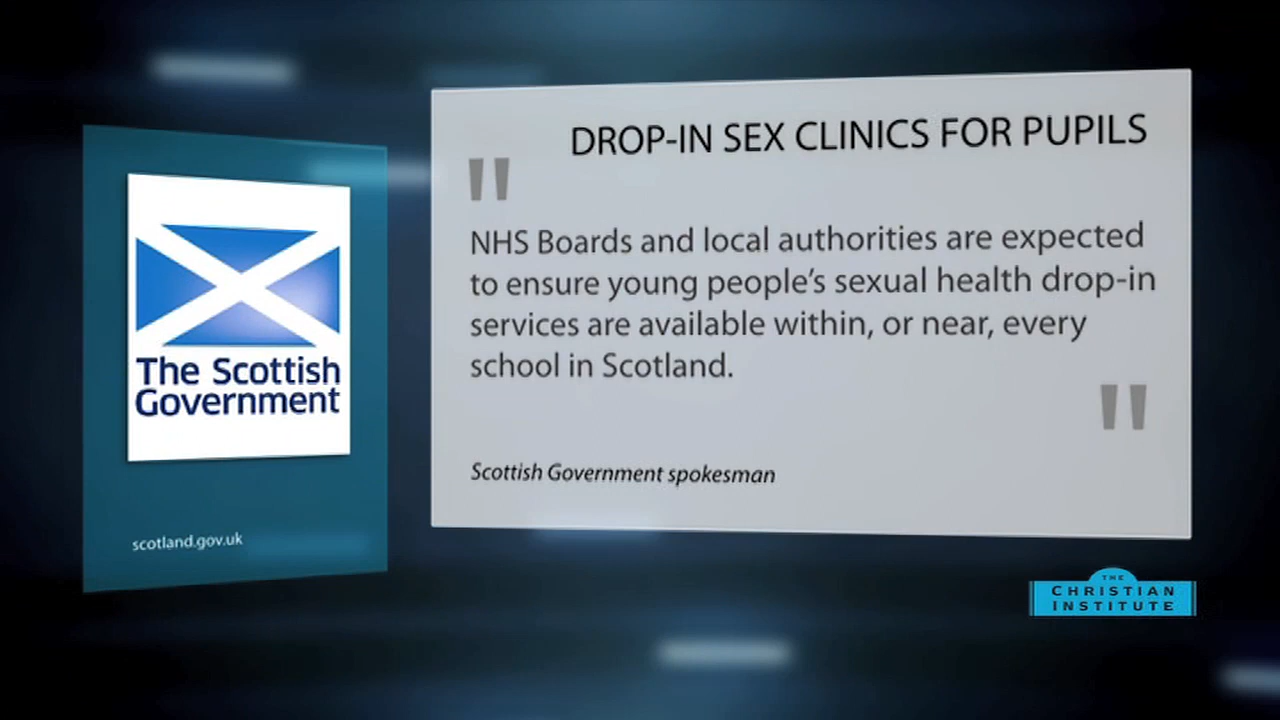 The Scottish
Government
scotland.gov.uk
DROP-IN SEX CLINICS FOR PUPILS
"
NHS Boards and local authorities are expected
to ensure young people's sexual health drop-in
services are available within, or near, every
school in Scotland.
"
Scottish Government spokesman
THE
CHRISTIAN
INSTITUTE